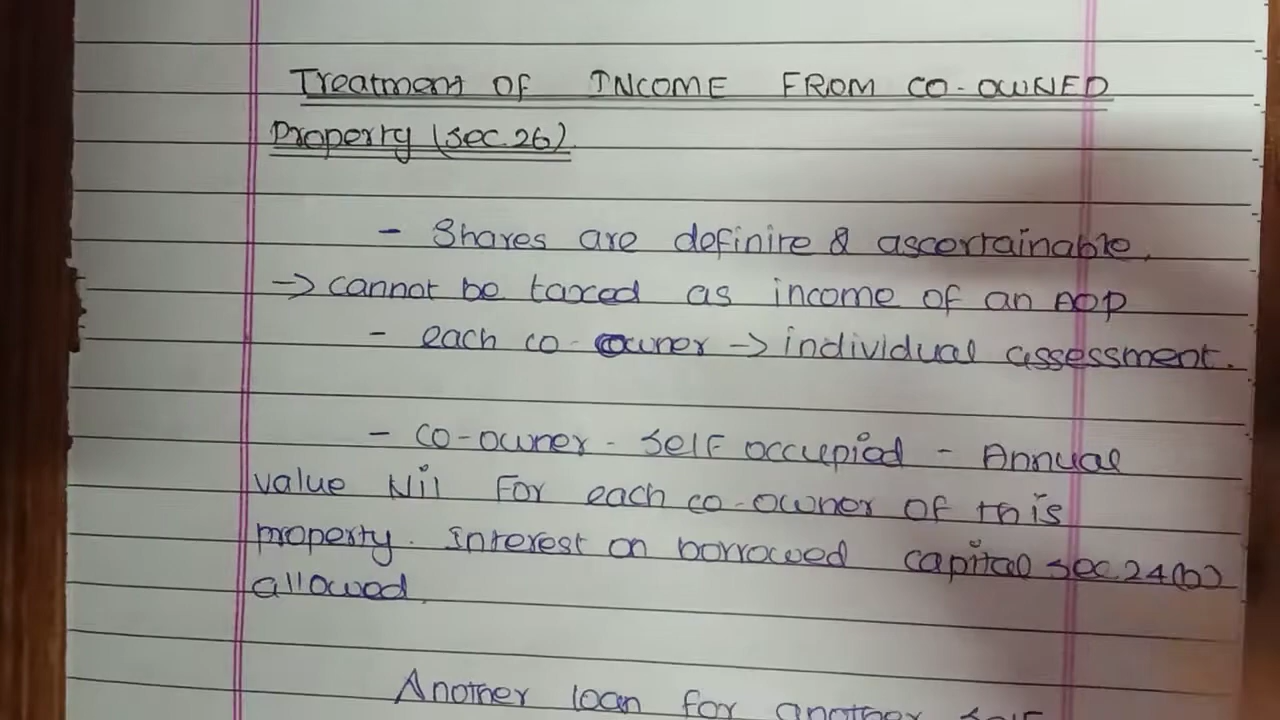 Treatment OF INCOME FROM CO-OWNED
Property (Sec.26)
- Shares are definite & ascertainable.
-> cannot be taxed as income of an AOP
- each co-owner -> individual assessment.
- co-owner - Self occupied - Annual
value Nil For each co-owner of this
property. Interest on borrowed capital Sec.24(b)
allowed.
Another loan for another self